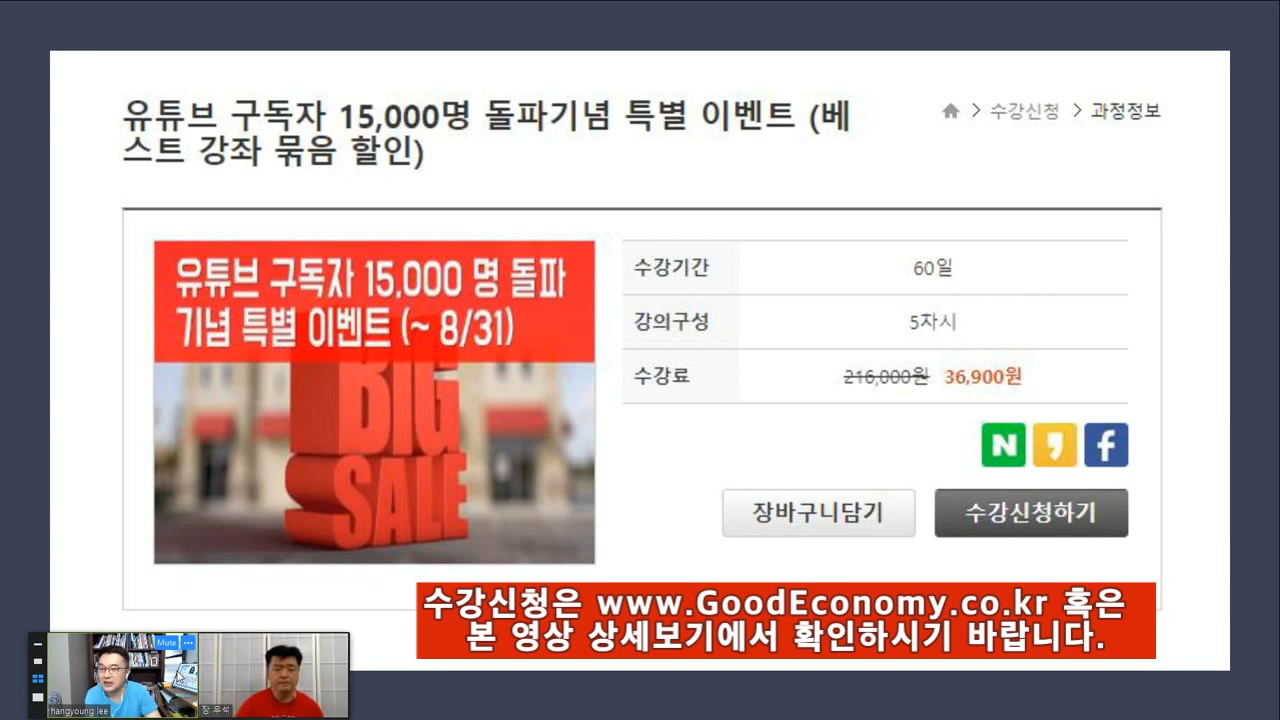 유튜브 구독자 15,000명 돌파기념 특별 이벤트 (베
스트 강좌 묶음 할인)
수강신청 > 과정정보
유튜브 구독자 15,000 명 돌파
기념 특별 이벤트 (~ 8/31)
BIG
SALE
수강기간 60일
강의구성 5차시
수강료 216,000원 36,900원
N
f
장바구니담기 수강신청하기
수강신청은 www.GoodEconomy.co.kr 혹은
본 영상 상세보기에서 확인하시기 바랍니다.
Mute
hangyoung lee
장 우석